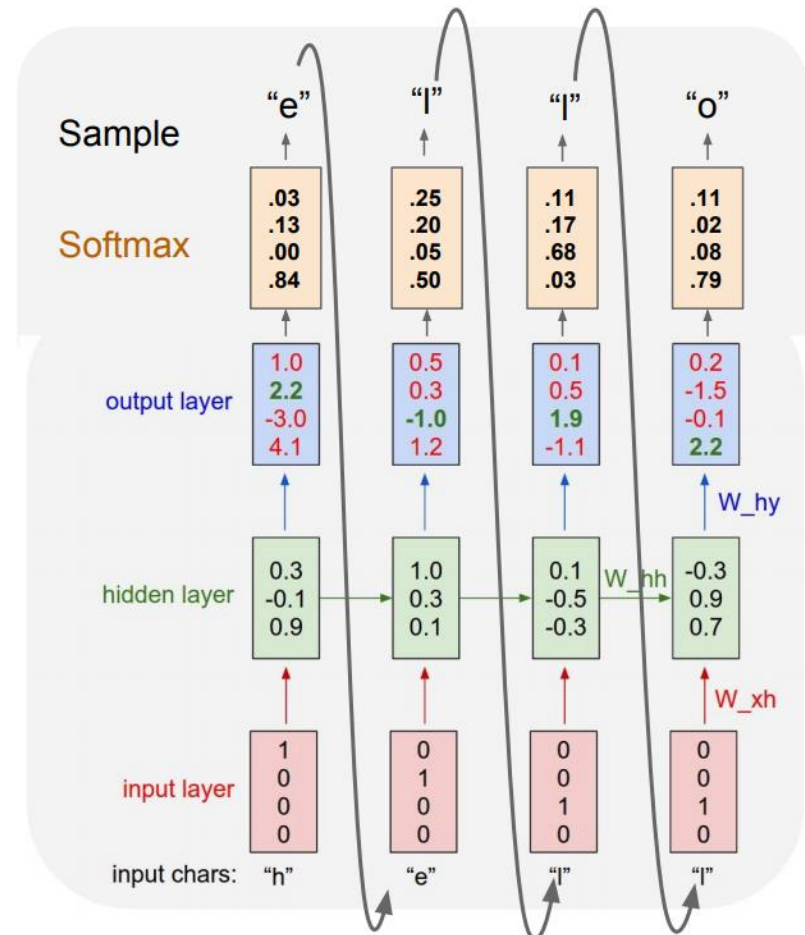 “e” “l” “l” “o”
Sample
.03 .25 .11 .11
.13 .20 .17 .02
.00 .05 .68 .08
.84 .50 .03 .79
Softmax
1.0 0.5 0.1 0.2
2.2 0.3 0.5 -1.5
-3.0 -1.0 1.9 -0.1
4.1 1.2 -1.1 2.2
output layer
W_hy
0.3 1.0 0.1 -0.3
-0.1 0.3 -0.5 0.9
0.9 0.1 -0.3 0.7
hidden layer
W_hh
W_xh
1 0 0 0
0 1 0 0
0 0 1 1
0 0 0 0
input layer
input chars: “h” “e” “l” “l”